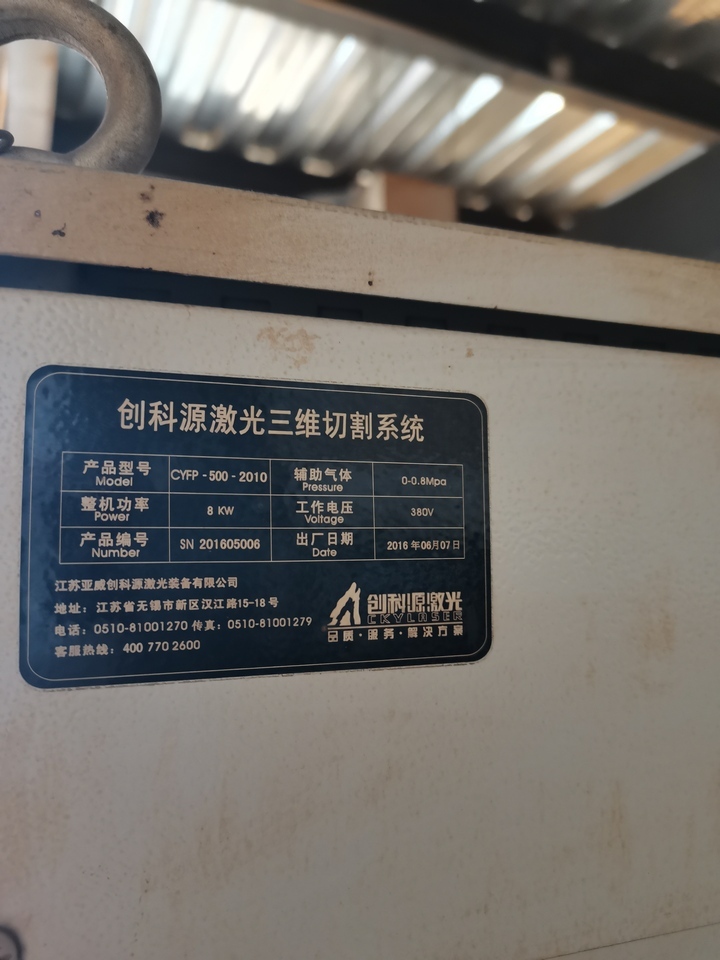 创科源激光三维切割系统
产品型号 CYFP-500-2010 辅助气体 0-0.8Mpa
Model Pressure
整机功率 8 KW 工作电压 380V
Power Voltage
产品编号 SN 201605006 出厂日期 2016年06月07日
Number Date
江苏亚威创科源激光装备有限公司
地址：江苏省无锡市新区汉江路15-18号
电话：0510-81001270 传真：0510-81001279
客服热线：400 770 2600
创科源激光
CKYLASER
品质·服务·解决方案